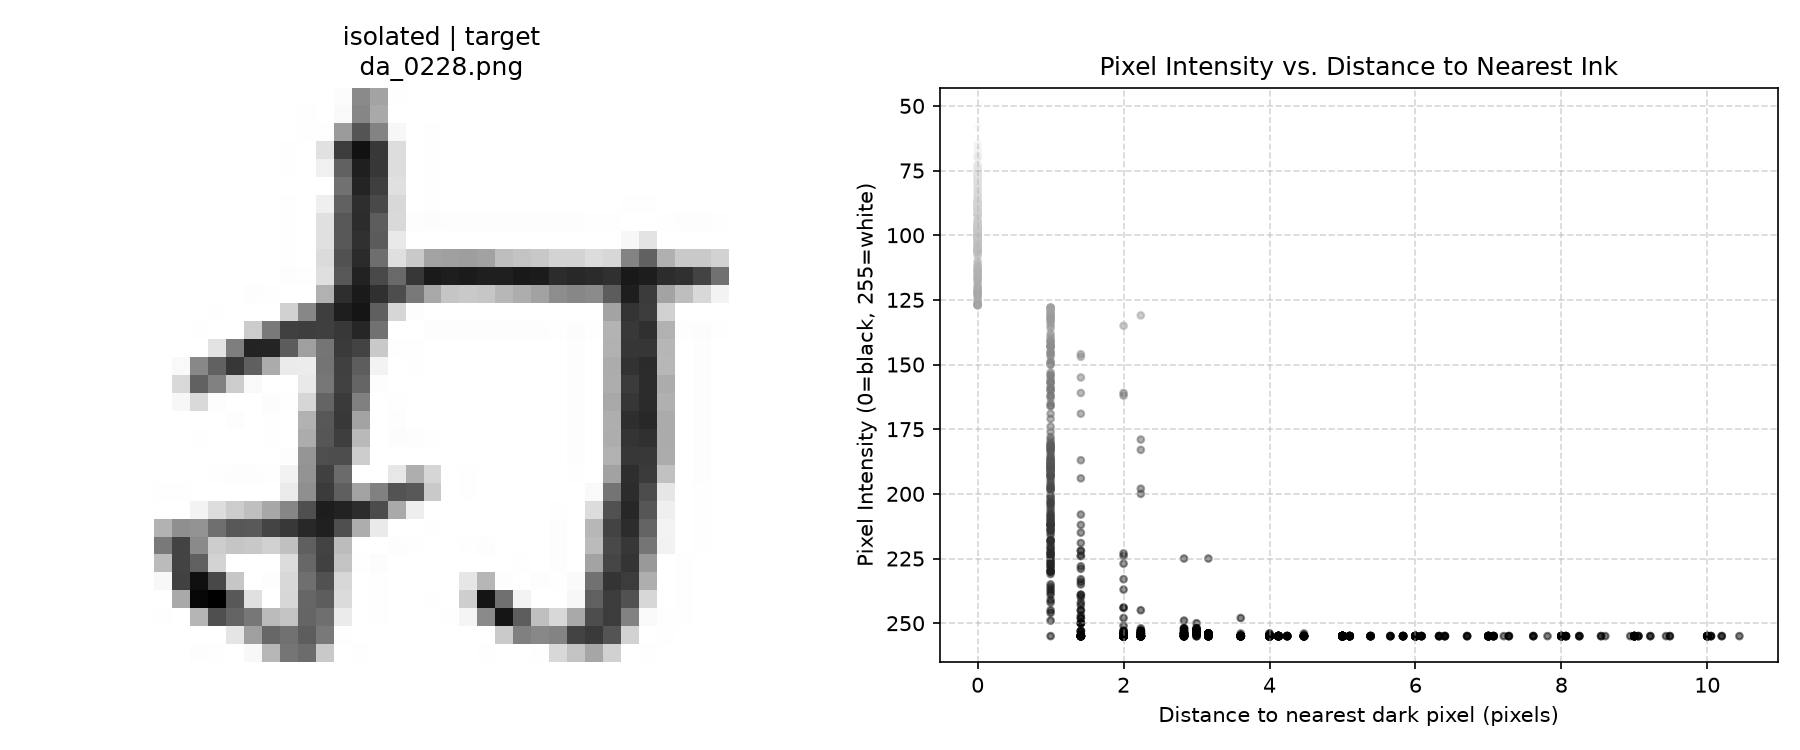 isolated | target
da_0228.png
打
Pixel Intensity vs. Distance to Nearest Ink
Pixel Intensity (0=black, 255=white)
50
75
100
125
150
175
200
225
250
0 2 4 6 8 10
Distance to nearest dark pixel (pixels)